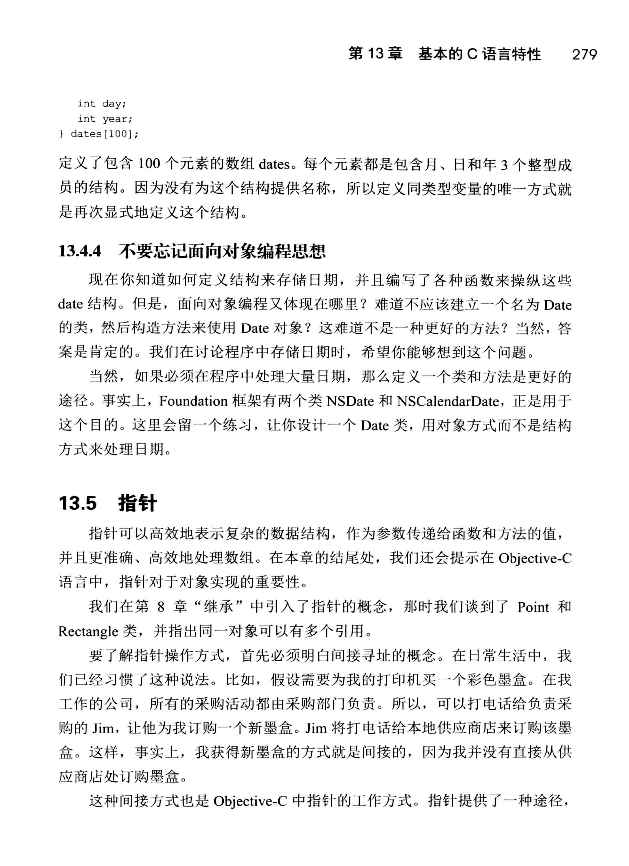 第 13 章 基本的 C 语言特性 279
int day;
int year;
} dates[100];
定义了包含 100 个元素的数组 dates。每个元素都是包含月、日和年 3 个整型成
员的结构。因为没有为这个结构提供名称，所以定义同类型变量的唯一方式就
是再次显式地定义这个结构。
13.4.4 不要忘记面向对象编程思想
现在你知道如何定义结构来存储日期，并且编写了各种函数来操纵这些
date 结构。但是，面向对象编程又体现在哪里？难道不应该建立一个名为 Date
的类，然后构造方法来使用 Date 对象？这难道不是一种更好的方法？当然，答
案是肯定的。我们在讨论程序中存储日期时，希望你能够想到这个问题。
当然，如果必须在程序中处理大量日期，那么定义一个类和方法是更好的
途径。事实上，Foundation 框架有两个类 NSDate 和 NSCalendarDate，正是用于
这个目的。这里会留一个练习，让你设计一个 Date 类，用对象方式而不是结构
方式来处理日期。
13.5 指针
指针可以高效地表示复杂的数据结构，作为参数传递给函数和方法的值，
并且更准确、高效地处理数组。在本章的结尾处，我们还会提示在 Objective-C
语言中，指针对于对象实现的重要性。
我们在第 8 章“继承”中引入了指针的概念，那时我们谈到了 Point 和
Rectangle 类，并指出同一对象可以有多个引用。
要了解指针操作方式，首先必须明白间接寻址的概念。在日常生活中，我
们已经习惯了这种说法。比如，假设需要为我的打印机买一个彩色墨盒。在我
工作的公司，所有的采购活动都由采购部门负责。所以，可以打电话给负责采
购的 Jim，让他为我订购一个新墨盒。Jim 将打电话给本地供应商店来订购该墨
盒。这样，事实上，我获得新墨盒的方式就是间接的，因为我并没有直接从供
应商店处订购墨盒。
这种间接方式也是 Objective-C 中指针的工作方式。指针提供了一种途径，